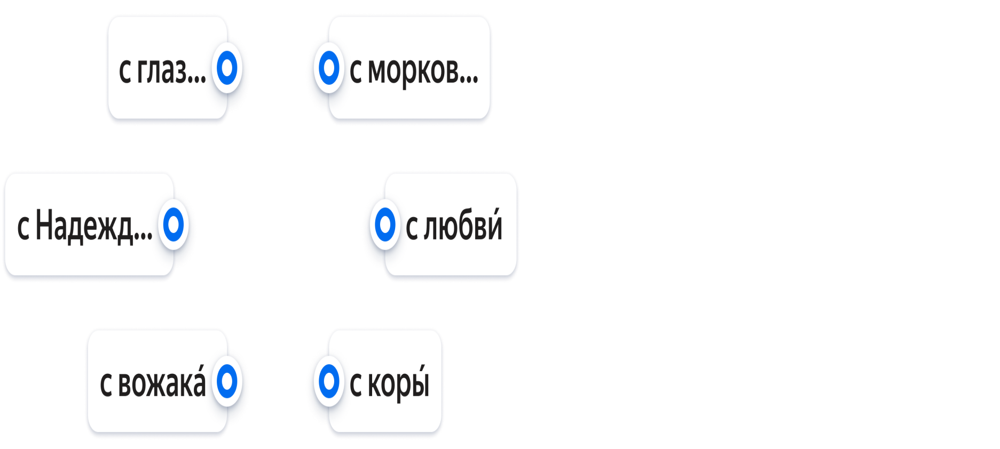 с глаз...
с морков...
с Надежд...
с любви́
с вожака́
с коры́